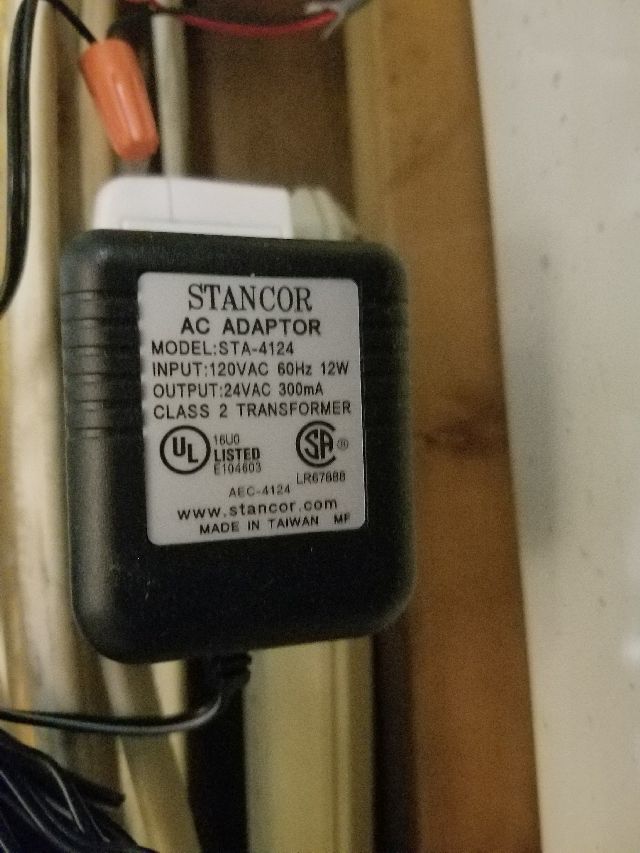 STANCOR
AC ADAPTOR
MODEL:STA-4124
INPUT:120VAC 60Hz 12W
OUTPUT:24VAC 300mA
CLASS 2 TRANSFORMER
UL 16U0 LISTED E104603
SA ® LR67888
AEC-4124
www.stancor.com
MADE IN TAIWAN MF